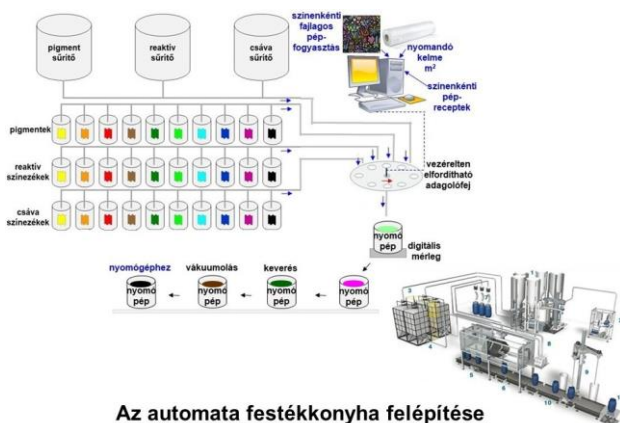 pigment
sűrítő
reaktív
sűrítő
csáva
sűrítő
színenkénti
fajlagos
pép-
fogyasztás
nyomandó
kelme
m²
színenkénti
pép-
receptek
pigmentek
reaktív
színezékek
csáva
színezékek
vezérelten
elfordítható
adagolófej
nyomó
pép
digitális
mérleg
nyomógéphez
vákuumolás
keverés
nyomó
pép
nyomó
pép
nyomó
pép
nyomó
pép
Az automata festékkonyha felépítése